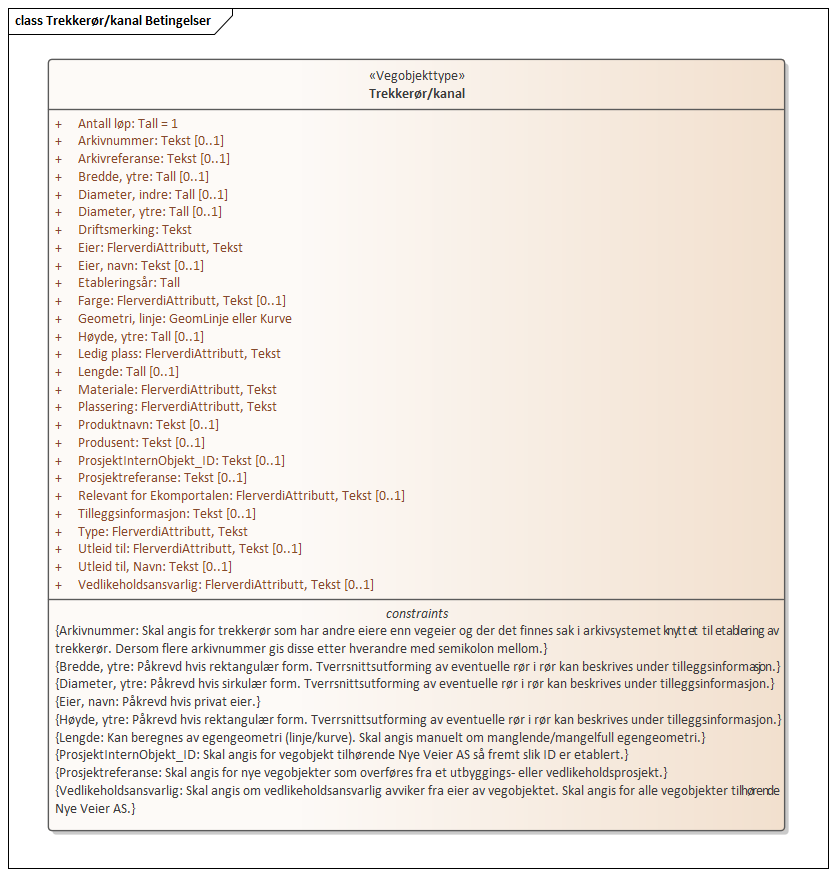 class Trekkerør/kanal Betingelser
«Vegobjekttype»
Trekkerør/kanal
+ Antall løp: Tall = 1
+ Arkivnummer: Tekst [0..1]
+ Arkivreferanse: Tekst [0..1]
+ Bredde, ytre: Tall [0..1]
+ Diameter, indre: Tall [0..1]
+ Diameter, ytre: Tall [0..1]
+ Driftsmerking: Tekst
+ Eier: FlerverdiAttributt, Tekst
+ Eier, navn: Tekst [0..1]
+ Etableringsår: Tall
+ Farge: FlerverdiAttributt, Tekst [0..1]
+ Geometri, linje: GeomLinje eller Kurve
+ Høyde, ytre: Tall [0..1]
+ Ledig plass: FlerverdiAttributt, Tekst
+ Lengde: Tall [0..1]
+ Materiale: FlerverdiAttributt, Tekst
+ Plassering: FlerverdiAttributt, Tekst
+ Produktnavn: Tekst [0..1]
+ Produsent: Tekst [0..1]
+ ProsjektInternObjekt_ID: Tekst [0..1]
+ Prosjektreferanse: Tekst [0..1]
+ Relevant for Ekomportalen: FlerverdiAttributt, Tekst [0..1]
+ Tilleggsinformasjon: Tekst [0..1]
+ Type: FlerverdiAttributt, Tekst
+ Utleid til: FlerverdiAttributt, Tekst [0..1]
+ Utleid til, Navn: Tekst [0..1]
+ Vedlikeholdsansvarlig: FlerverdiAttributt, Tekst [0..1]
constraints
{Arkivnummer: Skal angis for trekkerør som har andre eiere enn vegeier og der det finnes sak i arkivsystemet knyttet til etablering av
trekkerør. Dersom flere arkivnummer gis disse etter hverandre med semikolon mellom.}
{Bredde, ytre: Påkrevd hvis rektangulær form. Tverrsnittsutforming av eventuelle rør i rør kan beskrives under tilleggsinformasjon.}
{Diameter, ytre: Påkrevd hvis sirkulær form. Tverrsnittsutforming av eventuelle rør i rør kan beskrives under tilleggsinformasjon.}
{Eier, navn: Påkrevd hvis privat eier.}
{Høyde, ytre: Påkrevd hvis rektangulær form. Tverrsnittsutforming av eventuelle rør i rør kan beskrives under tilleggsinformasjon.}
{Lengde: Kan beregnes av egengeometri (linje/kurve). Skal angis manuelt om manglende/mangelfull egengeometri.}
{ProsjektInternObjekt_ID: Skal angis for vegobjekt tilhørende Nye Veier AS så fremt slik ID er etablert.}
{Prosjektreferanse: Skal angis for nye vegobjekter som overføres fra et utbyggings- eller vedlikeholdsprosjekt.}
{Vedlikeholdsansvarlig: Skal angis om vedlikeholdsansvarlig avviker fra eier av vegobjektet. Skal angis for alle vegobjekter tilhørende
Nye Veier AS.}